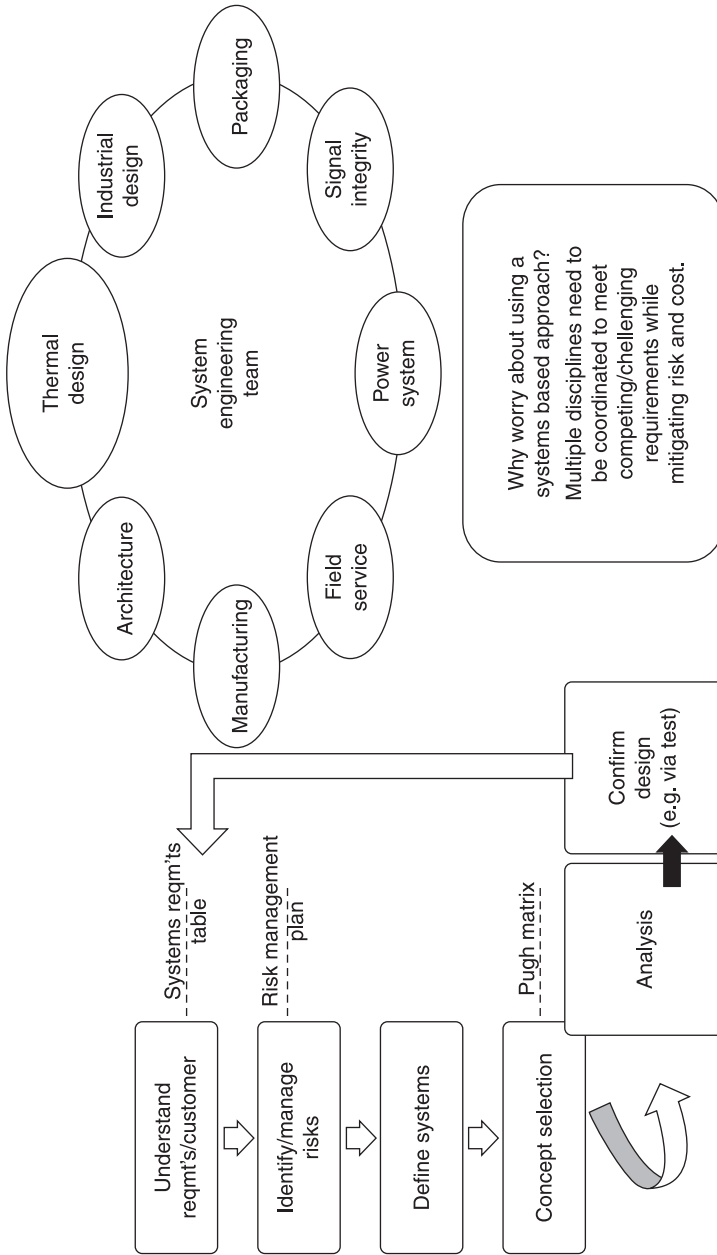 Understand
reqmt's/customer
Systems reqm'ts
table
Identify/manage
risks
Risk management
plan
Define systems
Concept selection
Pugh matrix
Analysis
Confirm
design
(e.g. via test)
Thermal
design
Industrial
design
Packaging
Signal
integrity
Power
system
Field
service
Manufacturing
Architecture
System
engineering
team
Why worry about using a
systems based approach?
Multiple disciplines need to
be coordinated to meet
competing/chellenging
requirements while
mitigating risk and cost.